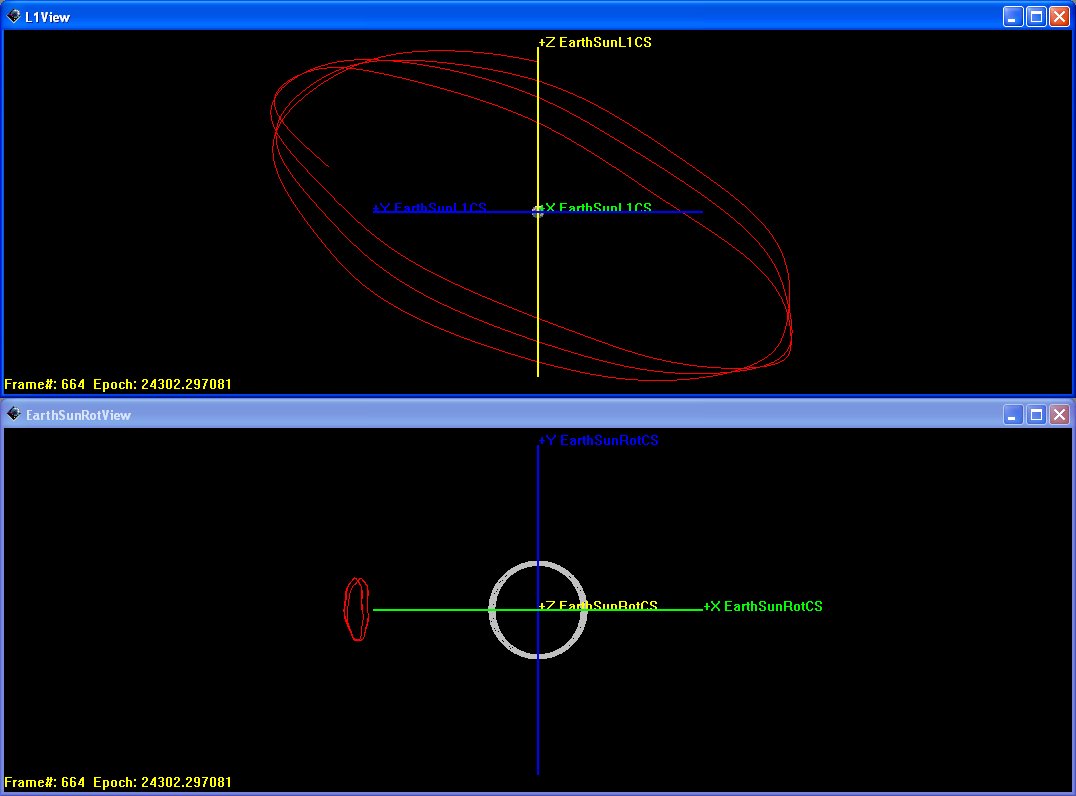 L1View
+Z EarthSunL1CS
+Y EarthSunL1CS
+X EarthSunL1CS
Frame#: 664 Epoch: 24302.297081
EarthSunRotView
+Y EarthSunRotCS
+Z EarthSunRotCS
+X EarthSunRotCS
Frame#: 664 Epoch: 24302.297081